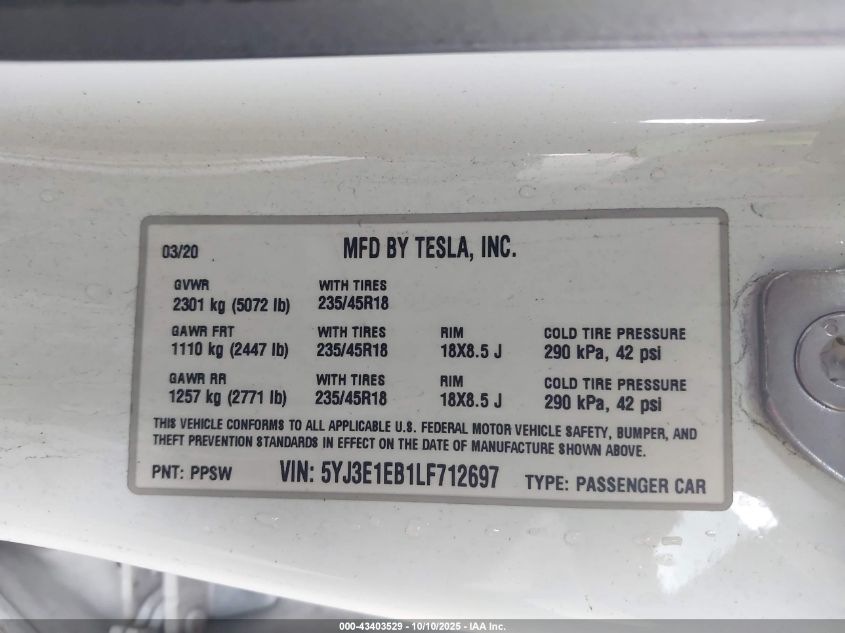 03/20 MFD BY TESLA, INC.
GVWR WITH TIRES
2301 kg (5072 lb) 235/45R18
GAWR FRT WITH TIRES RIM COLD TIRE PRESSURE
1110 kg (2447 lb) 235/45R18 18X8.5 J 290 kPa, 42 psi
GAWR RR WITH TIRES RIM COLD TIRE PRESSURE
1257 kg (2771 lb) 235/45R18 18X8.5 J 290 kPa, 42 psi
THIS VEHICLE CONFORMS TO ALL APPLICABLE U.S. FEDERAL MOTOR VEHICLE SAFETY, BUMPER, AND
THEFT PREVENTION STANDARDS IN EFFECT ON THE DATE OF MANUFACTURE SHOWN ABOVE.
PNT: PPSW VIN: 5YJ3E1EB1LF712697 TYPE: PASSENGER CAR
000-43403529 - 10/10/2025 - IAA Inc.